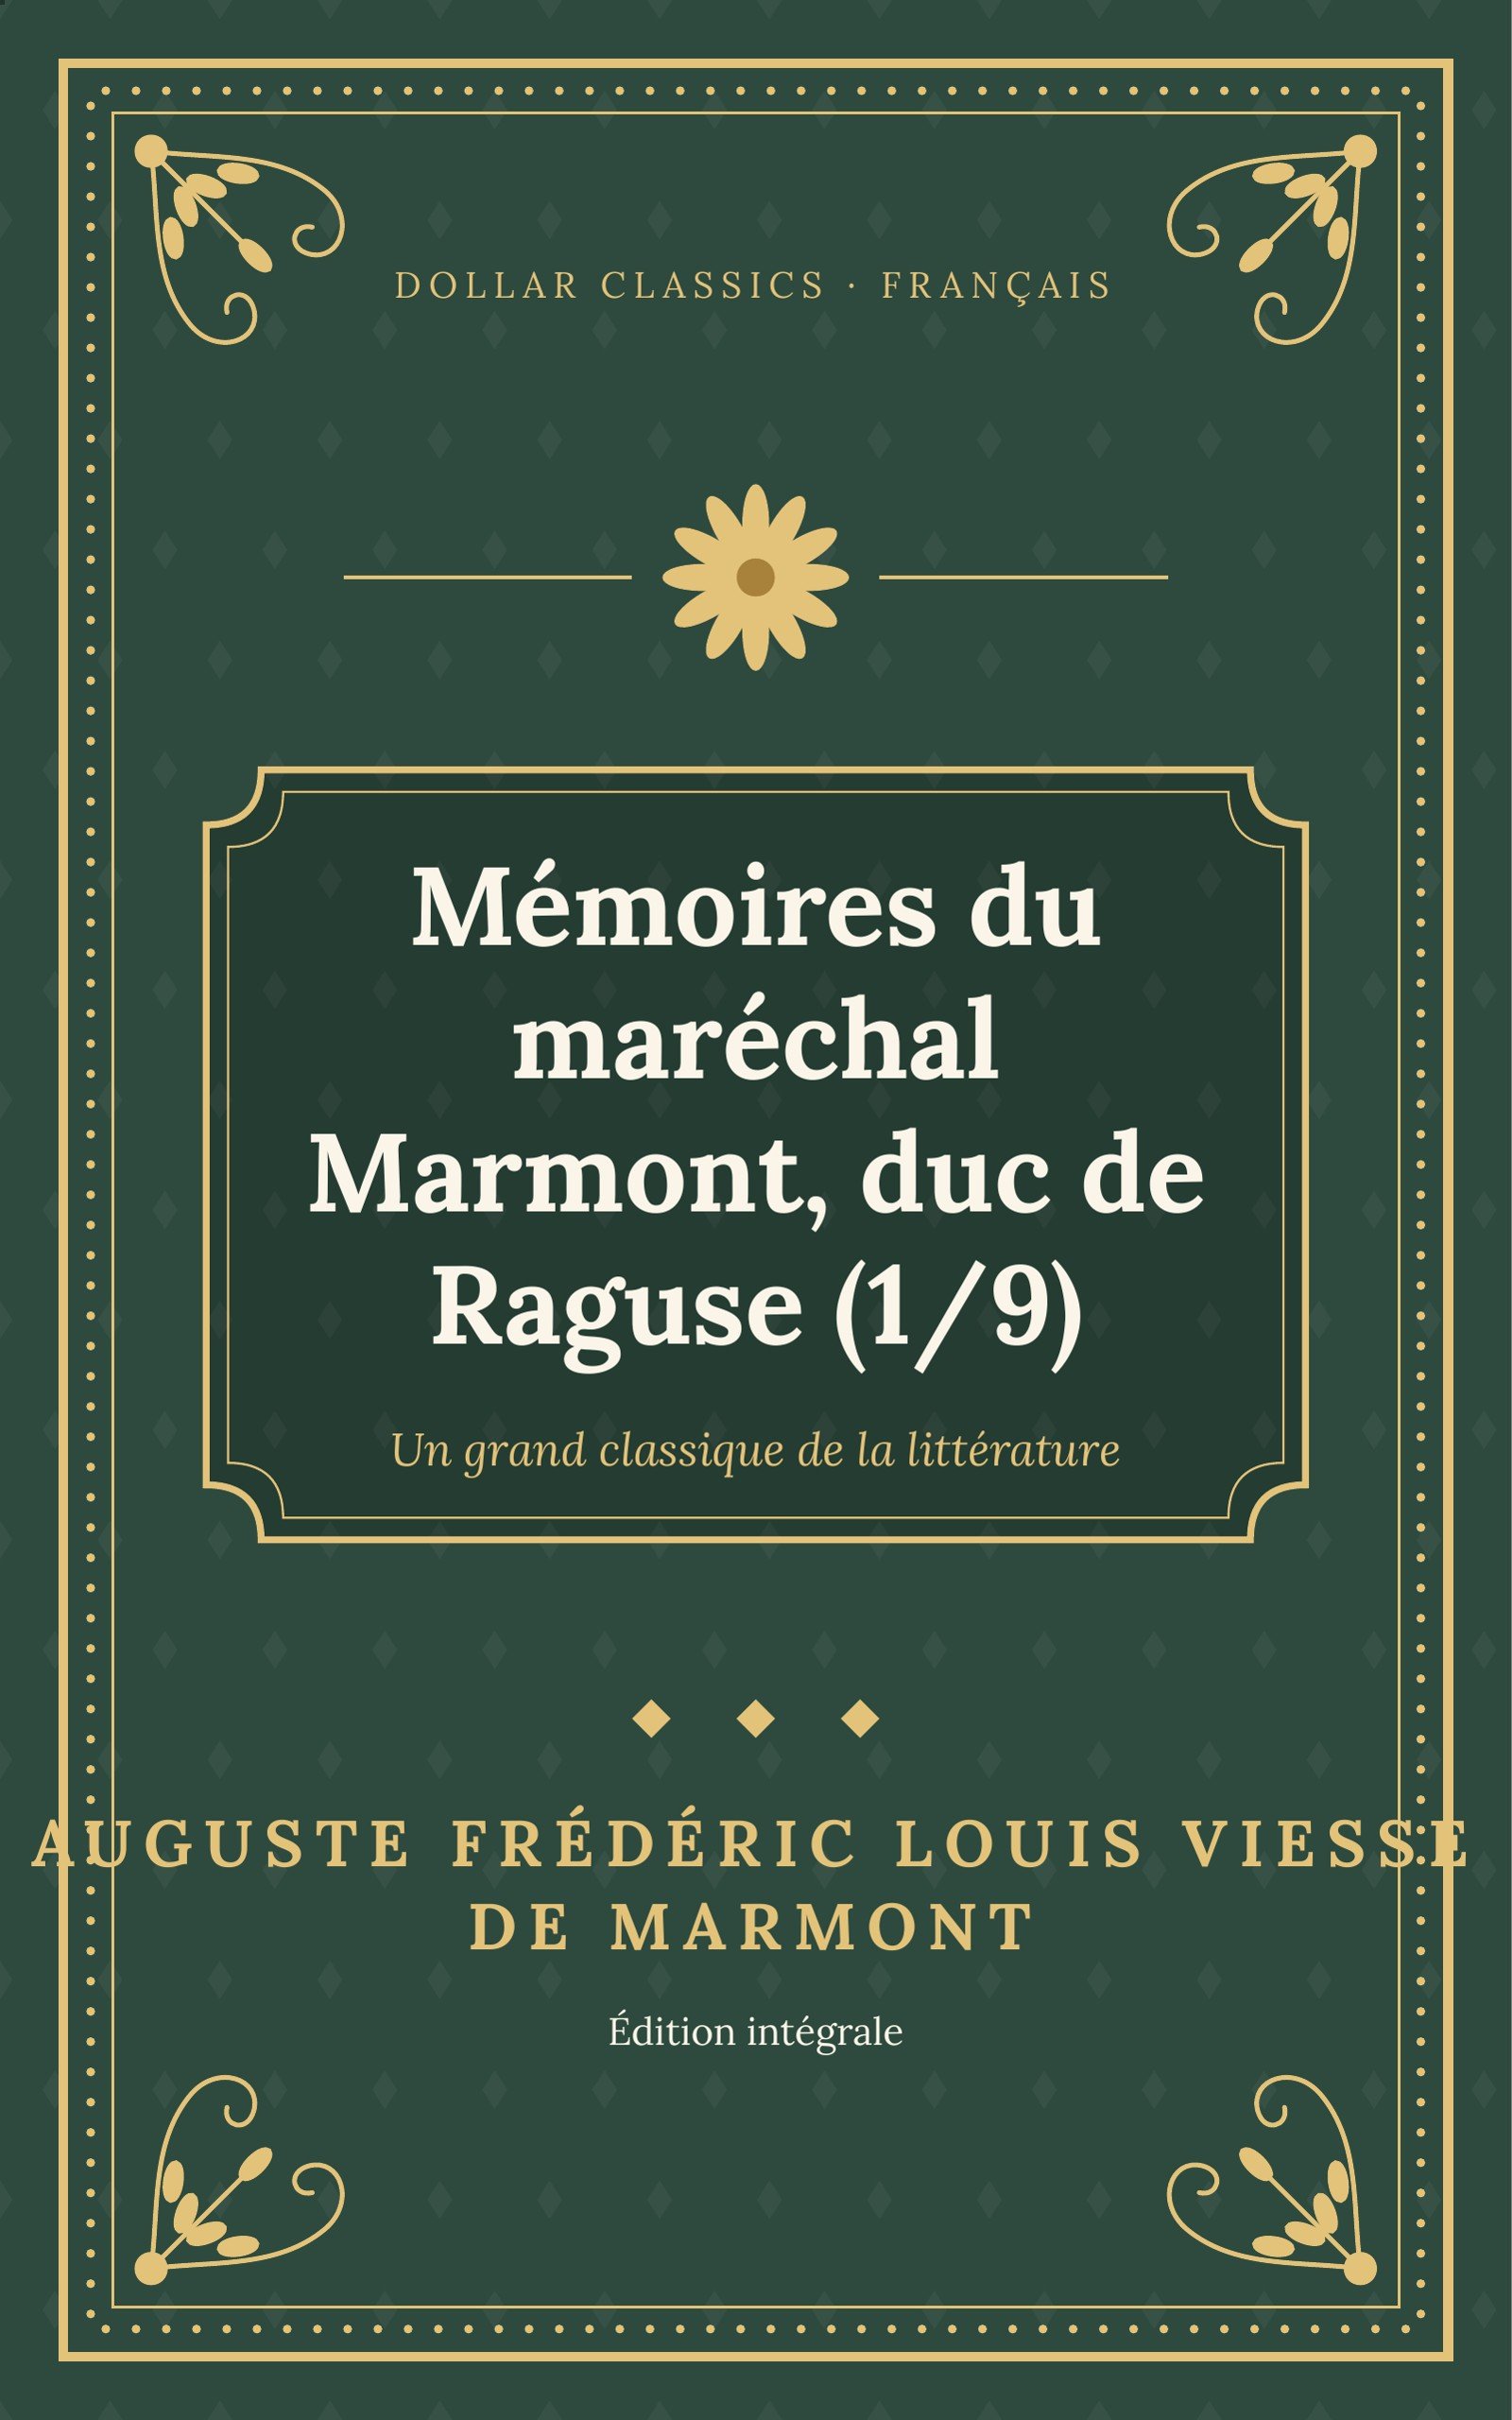 DOLLAR CLASSICS · FRANÇAIS
Mémoires du
maréchal
Marmont, duc de
Raguse (1/9)
Un grand classique de la littérature
AUGUSTE FRÉDÉRIC LOUIS VIESSE
DE MARMONT
Édition intégrale